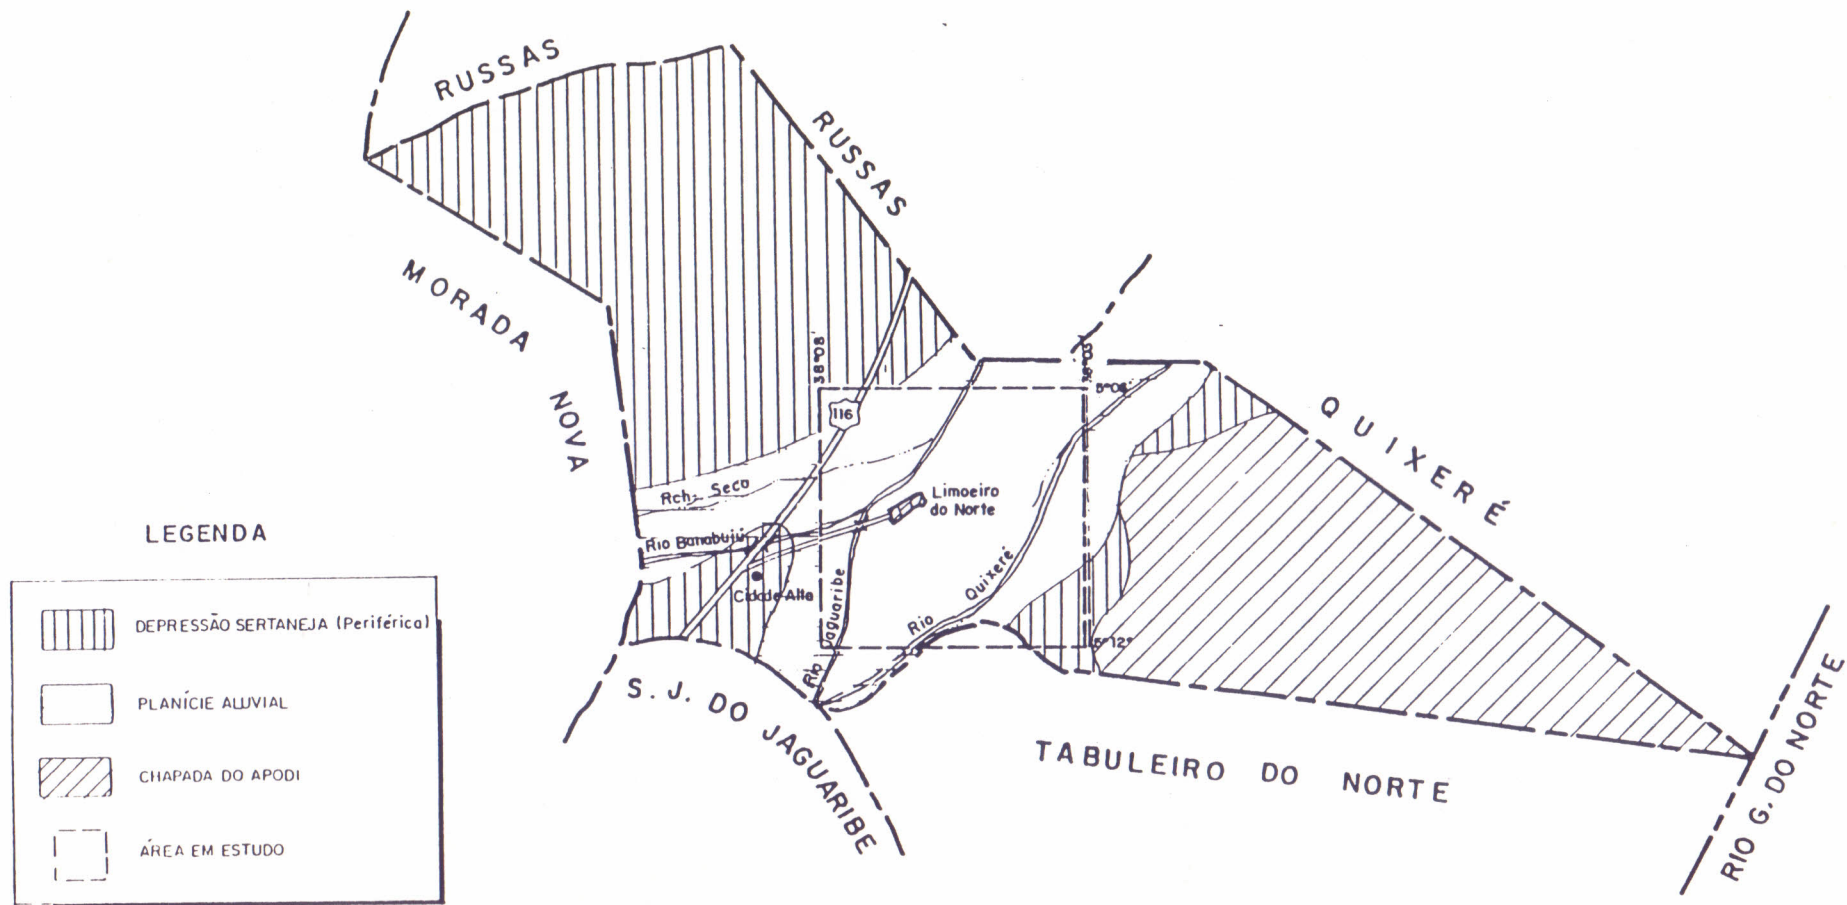 RUSSAS
RUSSAS
MORADA
NOVA
38°08'
38°03'
5°08'
116
QUIXERÉ
Rch- Seco
Limoeiro
do Norte
Rio Banabujú
LEGENDA
Cidade Alta
Rio Jaguaribe
Rio Quixeré
5°12'
DEPRESSÃO SERTANEJA (Periférica)
PLANÍCIE ALUVIAL
CHAPADA DO APODI
ÁREA EM ESTUDO
S. J. DO JAGUARIBE
TABULEIRO DO NORTE
RIO G. DO NORTE